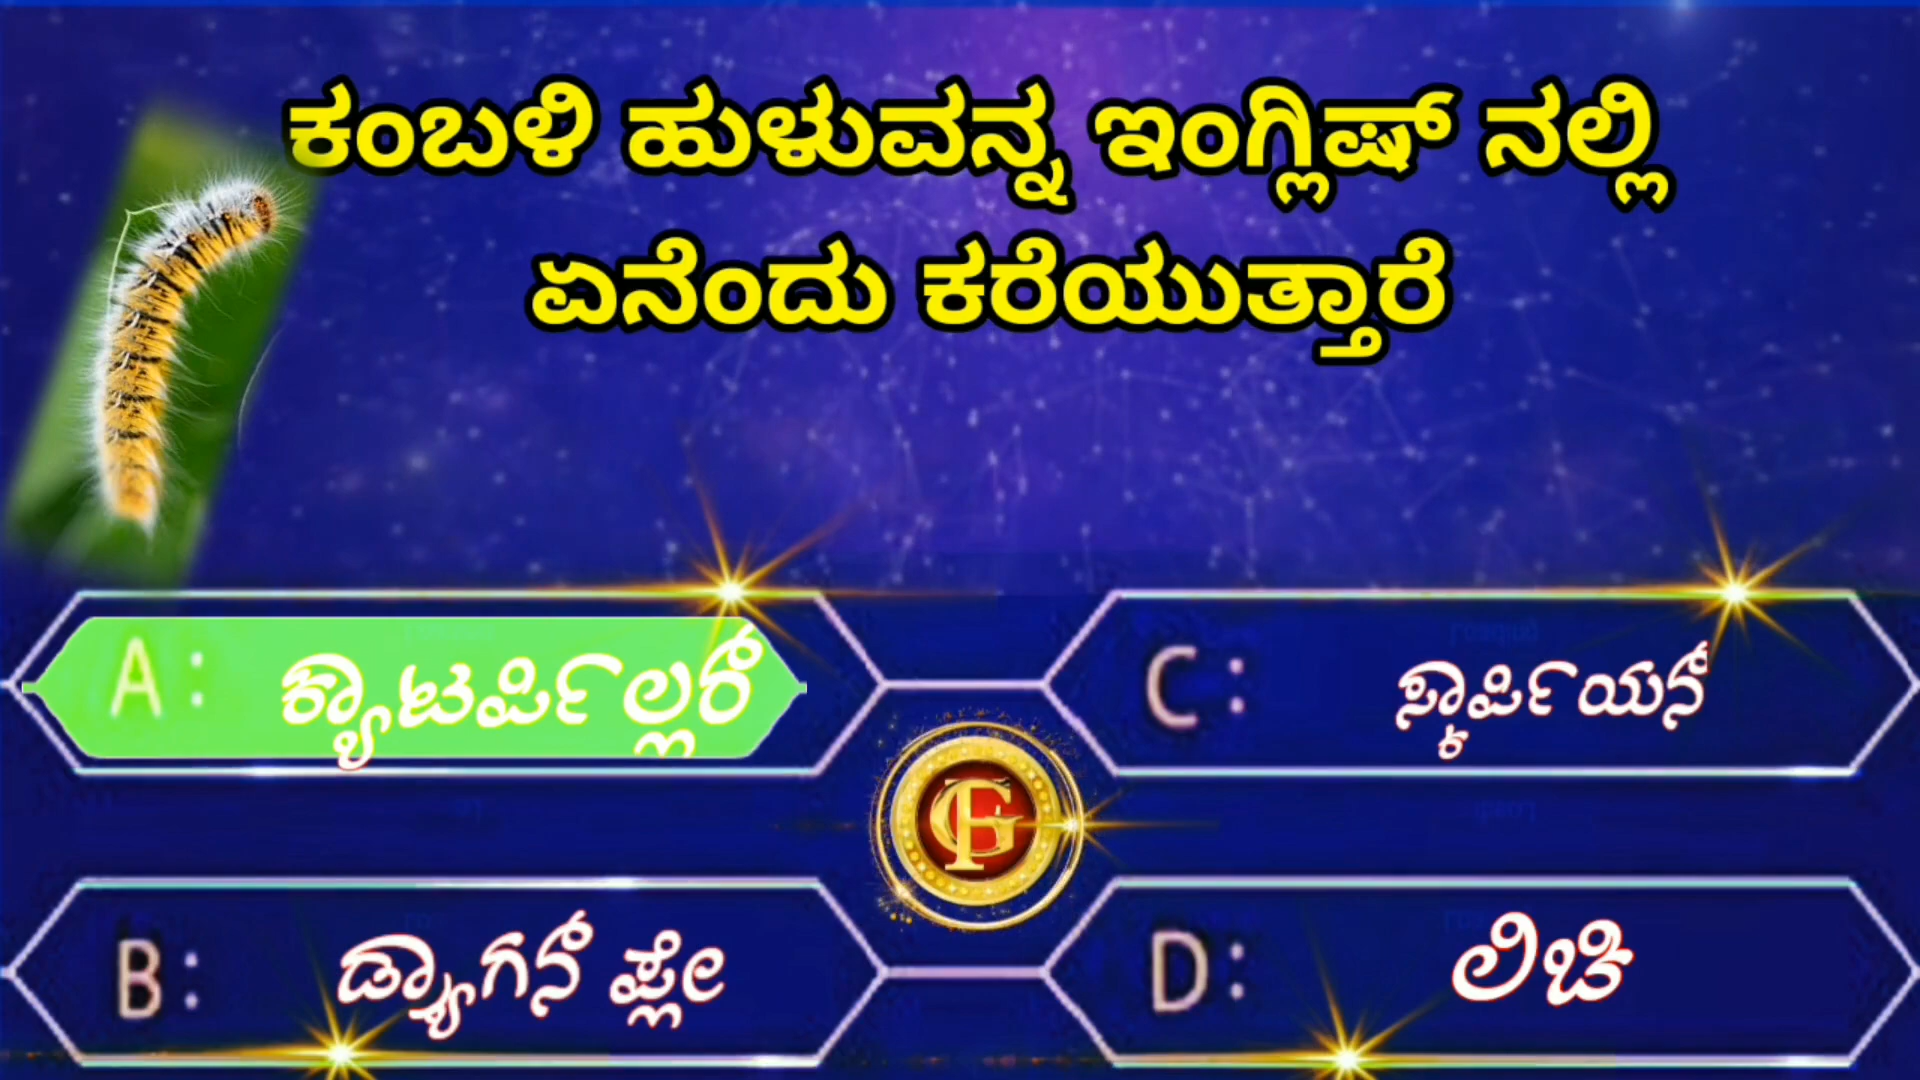 ಕಂಬಳಿ ಹುಳುವನ್ನ ಇಂಗ್ಲಿಷ್ ನಲ್ಲಿ
ಏನೆಂದು ಕರೆಯುತ್ತಾರೆ
A: ಕ್ಯಾಟರ್ಪಿಲ್ಲರ್
C: ಸ್ಕಾರ್ಪಿಯನ್
B: ಡ್ರ್ಯಾಗನ್ ಫ್ಲೇ
D: ಲಿಚಿ